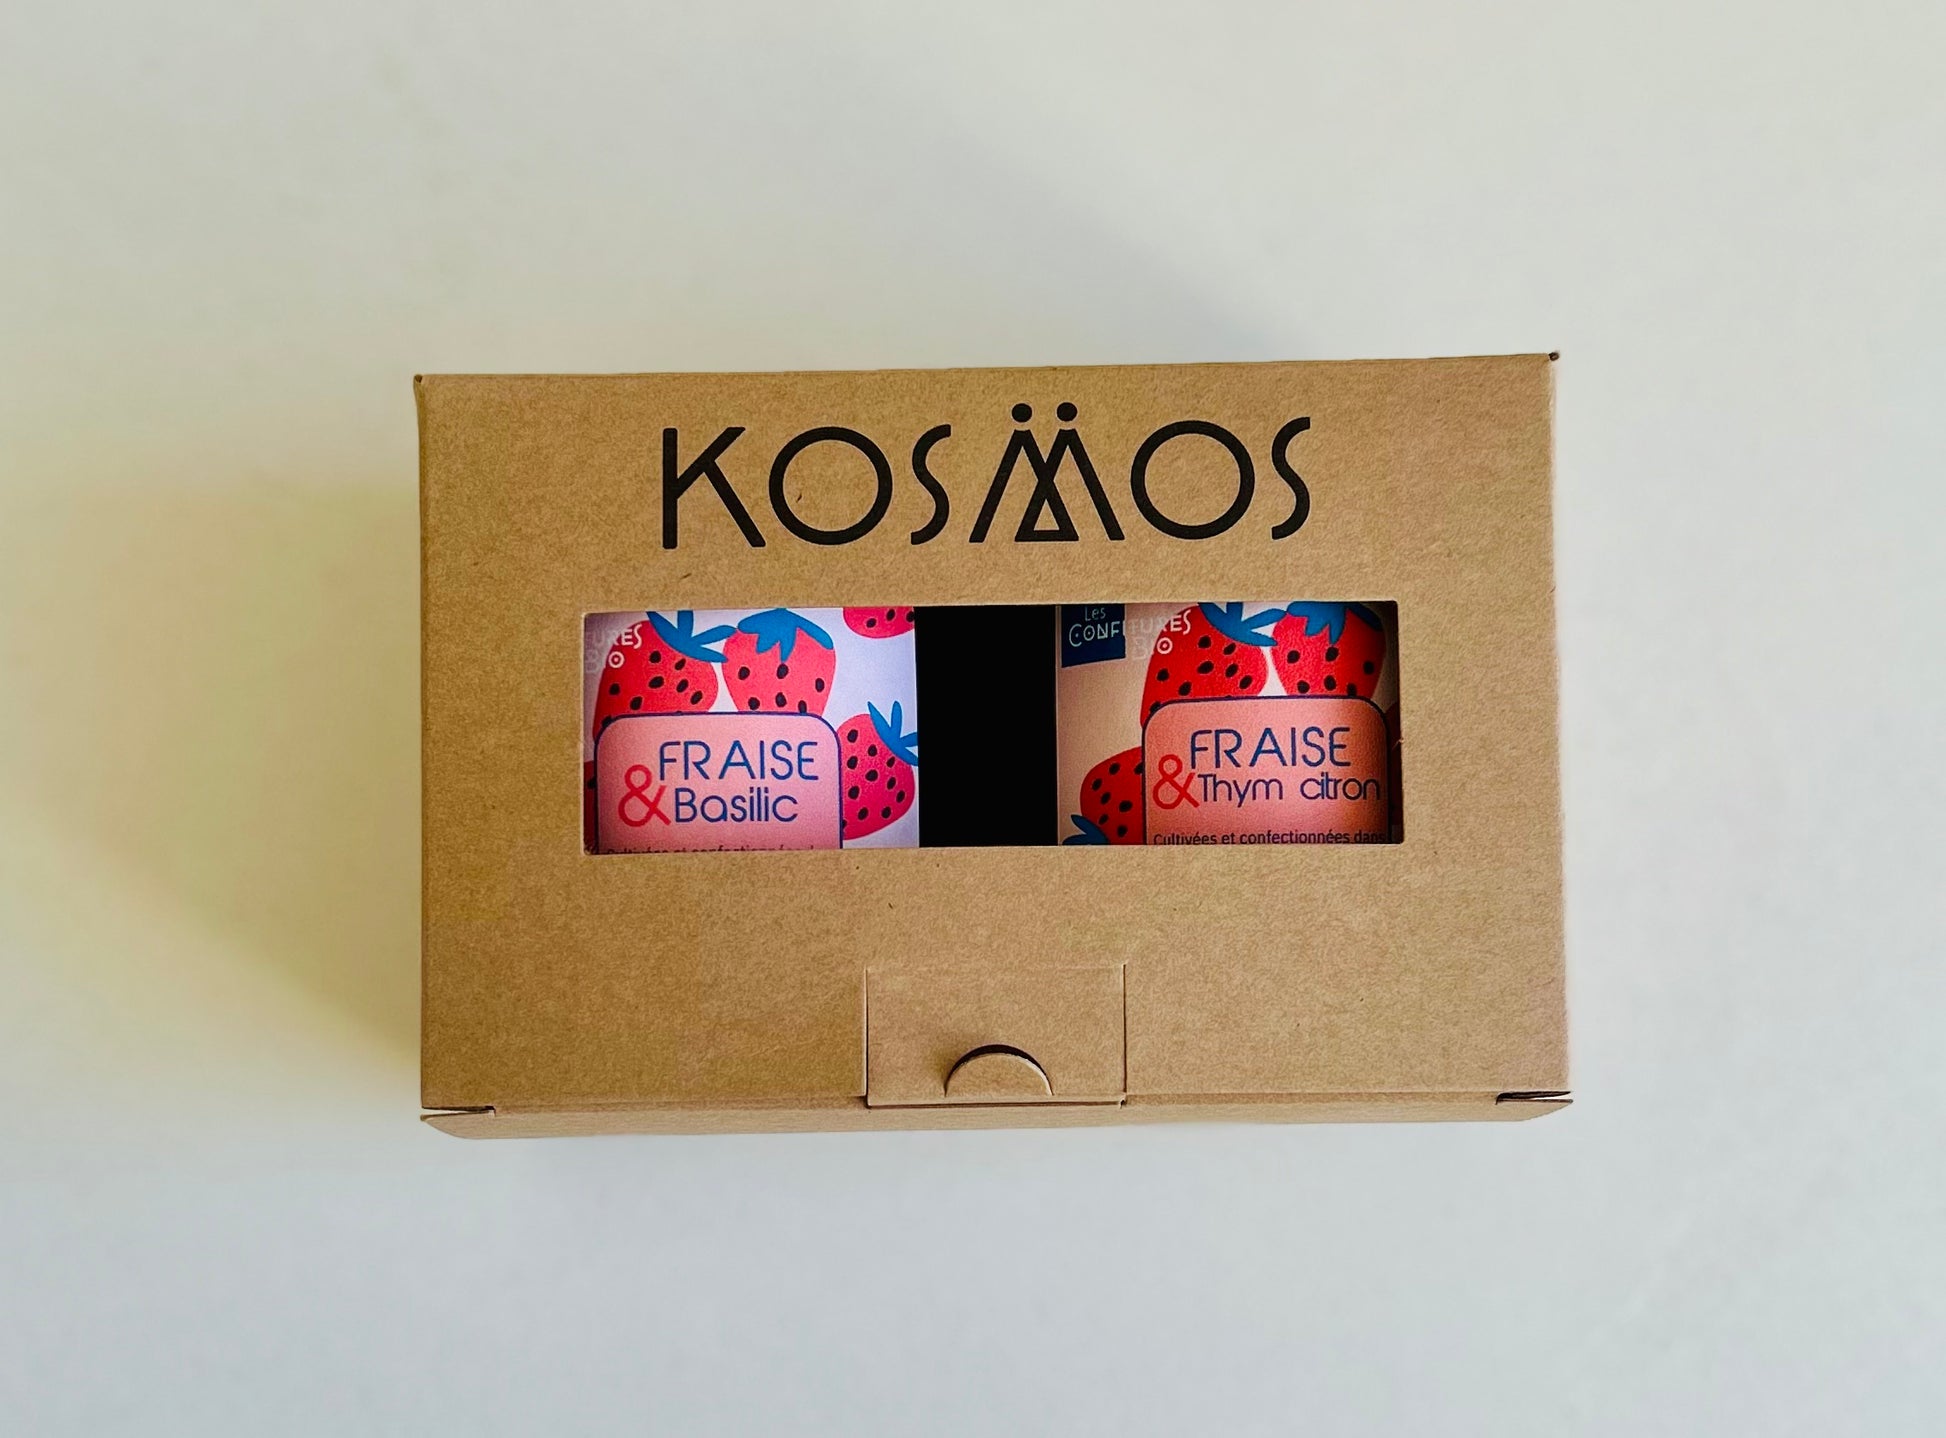 KOSMOS
FRAISE
& Basilic
Les
CONFITURES
BIO
FRAISE
& Thym citron
Cultivées et confectionnées dans